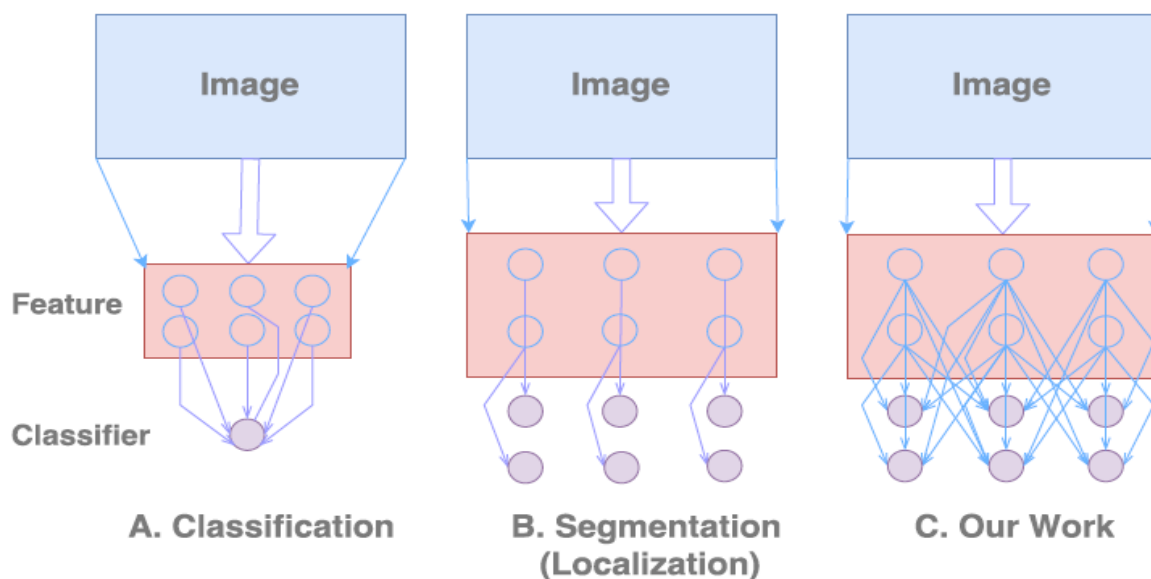 Image
Image
Image
Feature
Classifier
A. Classification
B. Segmentation
(Localization)
C. Our Work